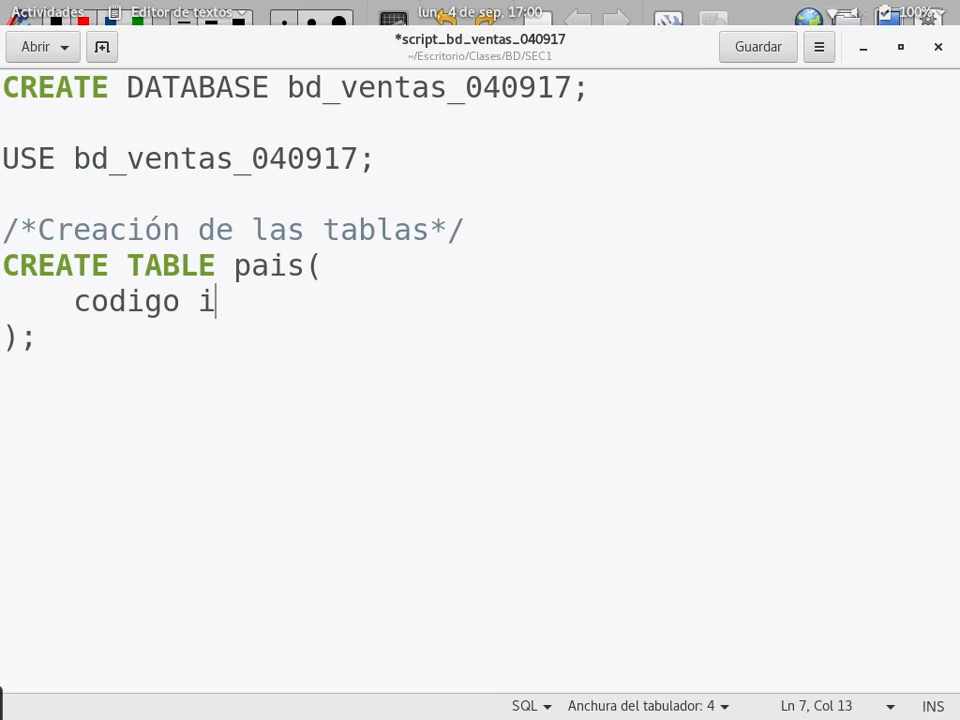 Actividades Editor de textos lun, 4 de sep, 17:00 100%
Abrir *script_bd_ventas_040917 Guardar
~/Escritorio/Clases/BD/SEC1
CREATE DATABASE bd_ventas_040917;
USE bd_ventas_040917;
/*Creación de las tablas*/
CREATE TABLE pais(
codigo i
);
SQL Anchura del tabulador: 4 Ln 7, Col 13 INS